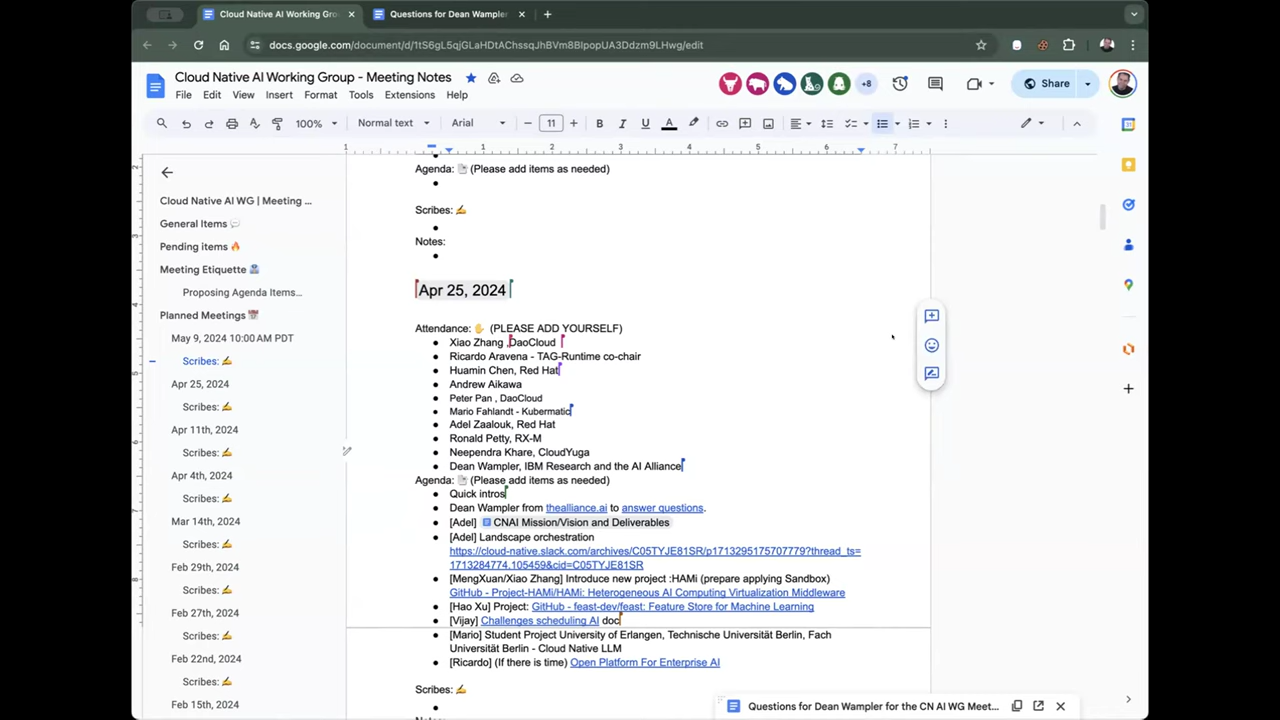 Cloud Native AI Working Gro
Questions for Dean Wampler
docs.google.com/document/d/1tS6gL5qjGLaHDtAChssqJhBVm8BlpopUA3Ddzm9LHwg/edit
Cloud Native AI Working Group - Meeting Notes
+8
Share
File Edit View Insert Format Tools Extensions Help
100% Normal text Arial 11 B I U A
1 1 2 3 4 5 6 7
Agenda: (Please add items as needed)
Scribes: ✍️
Notes:
Apr 25, 2024
Attendance: ✋ (PLEASE ADD YOURSELF)
Xiao Zhang ,DaoCloud
Ricardo Aravena - TAG-Runtime co-chair
Huamin Chen, Red Hat
Andrew Aikawa
Peter Pan , DaoCloud
Mario Fahlandt - Kubermatic
Adel Zaalouk, Red Hat
Ronald Petty, RX-M
Neependra Khare, CloudYuga
Dean Wampler, IBM Research and the AI Alliance
Agenda: (Please add items as needed)
Quick intros
Dean Wampler from thealliance.ai to answer questions.
[Adel] CNAI Mission/Vision and Deliverables
[Adel] Landscape orchestration
https://cloud-native.slack.com/archives/C05TYJE81SR/p1713295175707779?thread_ts=
1713284774.105459&cid=C05TYJE81SR
[MengXuan/Xiao Zhang] Introduce new project :HAMi (prepare applying Sandbox)
GitHub - Project-HAMi/HAMi: Heterogeneous AI Computing Virtualization Middleware
[Hao Xu] Project: GitHub - feast-dev/feast: Feature Store for Machine Learning
[Vijay] Challenges scheduling AI doc
[Mario] Student Project University of Erlangen, Technische Universität Berlin, Fach
Universität Berlin - Cloud Native LLM
[Ricardo] (If there is time) Open Platform For Enterprise AI
Scribes: ✍️
Cloud Native AI WG | Meeting ...
General Items 💬
Pending items 🔥
Meeting Etiquette
Proposing Agenda Items...
Planned Meetings 📅
May 9, 2024 10:00 AM PDT
Scribes: ✍️
Apr 25, 2024
Scribes: ✍️
Apr 11th, 2024
Scribes: ✍️
Apr 4th, 2024
Scribes: ✍️
Mar 14th, 2024
Scribes: ✍️
Feb 29th, 2024
Scribes: ✍️
Feb 27th, 2024
Scribes: ✍️
Feb 22nd, 2024
Scribes: ✍️
Feb 15th, 2024
Questions for Dean Wampler for the CN AI WG Meet...